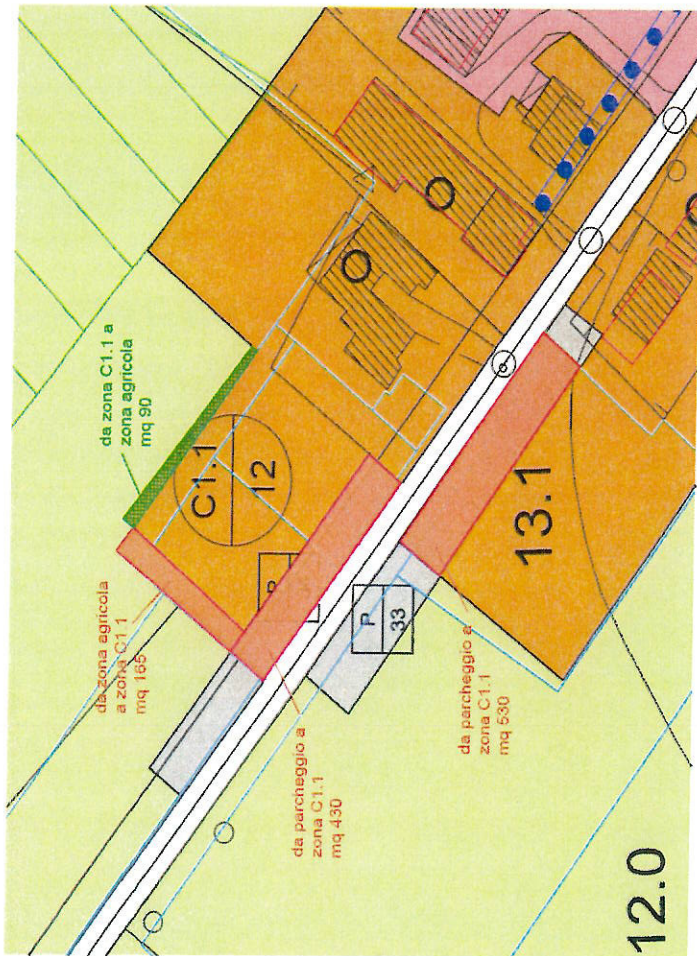 da zona C1.1 a
zona agricola
mq 90
C1.1
12
da zona agricola
a zona C1.1
mq 165
P
33
13.1
da parcheggio a
zona C1.1
mq 530
da parcheggio a
zona C1.1
mq 430
12.0